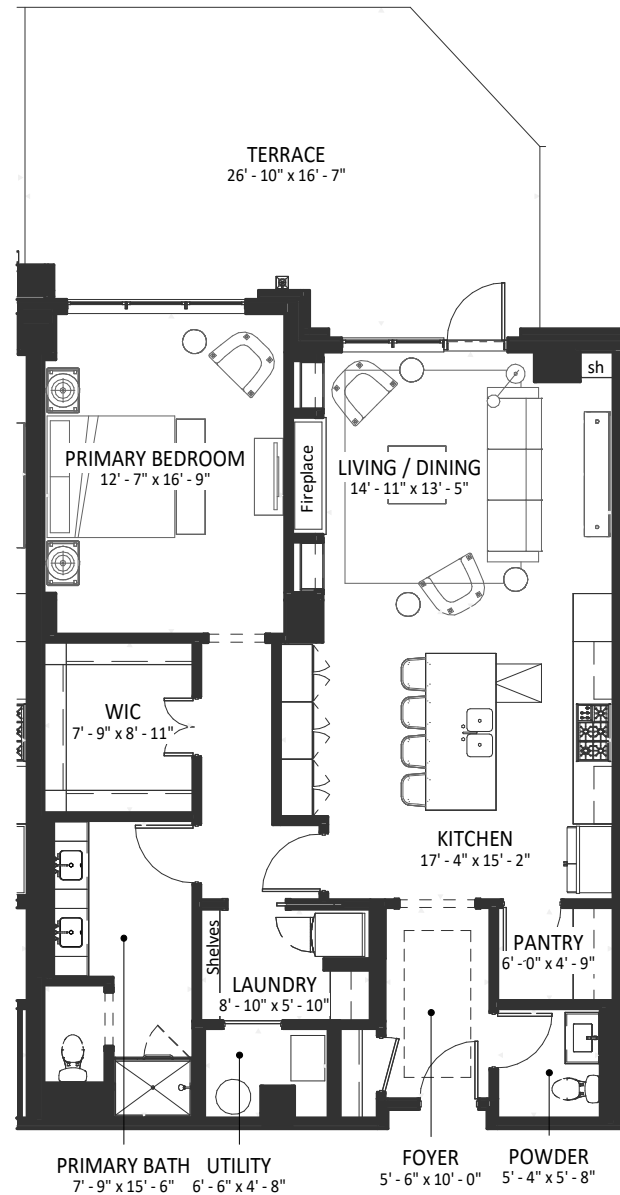 TERRACE
26' - 10" x 16' - 7"
sh
PRIMARY BEDROOM
12' - 7" x 16' - 9"
Fireplace
LIVING / DINING
14' - 11" x 13' - 5"
WIC
7' - 9" x 8' - 11"
KITCHEN
17' - 4" x 15' - 2"
Shelves
PANTRY
6' - 0" x 4' - 9"
LAUNDRY
8' - 10" x 5' - 10"
PRIMARY BATH
7' - 9" x 15' - 6"
UTILITY
6' - 6" x 4' - 8"
FOYER
5' - 6" x 10' - 0"
POWDER
5' - 4" x 5' - 8"